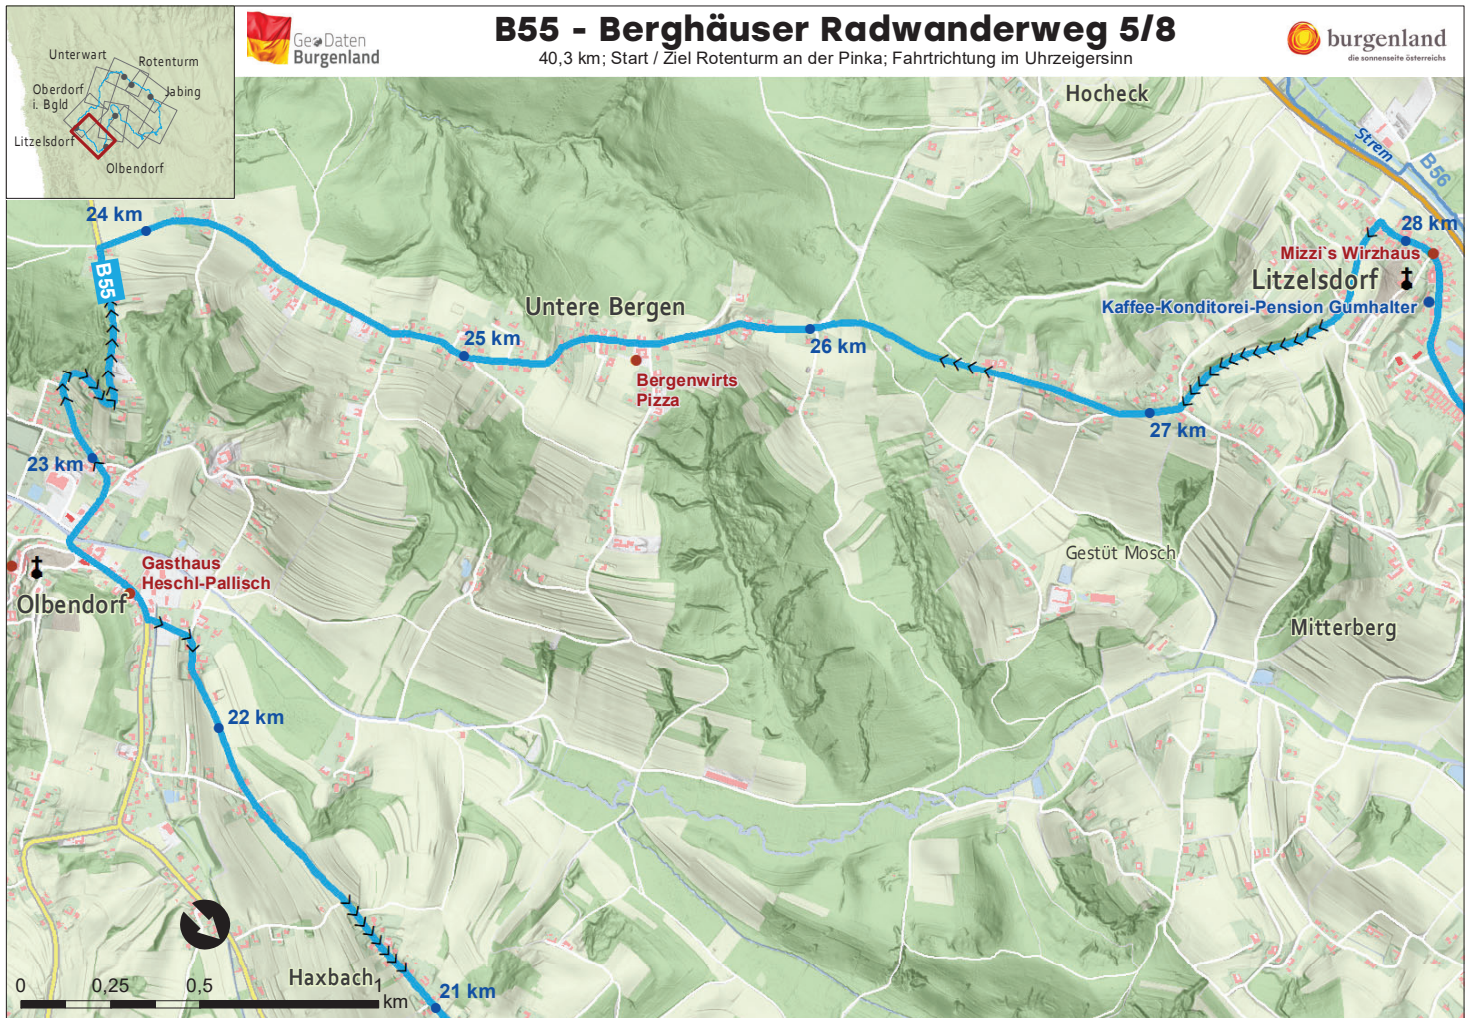 B55 - Berghäuser Radwanderweg 5/8
40,3 km; Start / Ziel Rotenturm an der Pinka; Fahrtrichtung im Uhrzeigersinn
GeoDaten
Burgenland
burgenland
die sonnenseite österreichs
Unterwart
Rotenturm
Oberdorf
i. Bgld
Jabing
Litzelsdorf
Olbendorf
Hocheck
Strem
B56
24 km
28 km
Mizzi`s Wirzhaus
Litzelsdorf
B55
Kaffee-Konditorei-Pension Gumhalter
Untere Bergen
25 km
26 km
Bergenwirts
Pizza
27 km
23 km
Gestüt Mosch
Gasthaus
Heschl-Pallisch
Olbendorf
Mitterberg
22 km
Haxbach
21 km
0 0,25 0,5 1
km